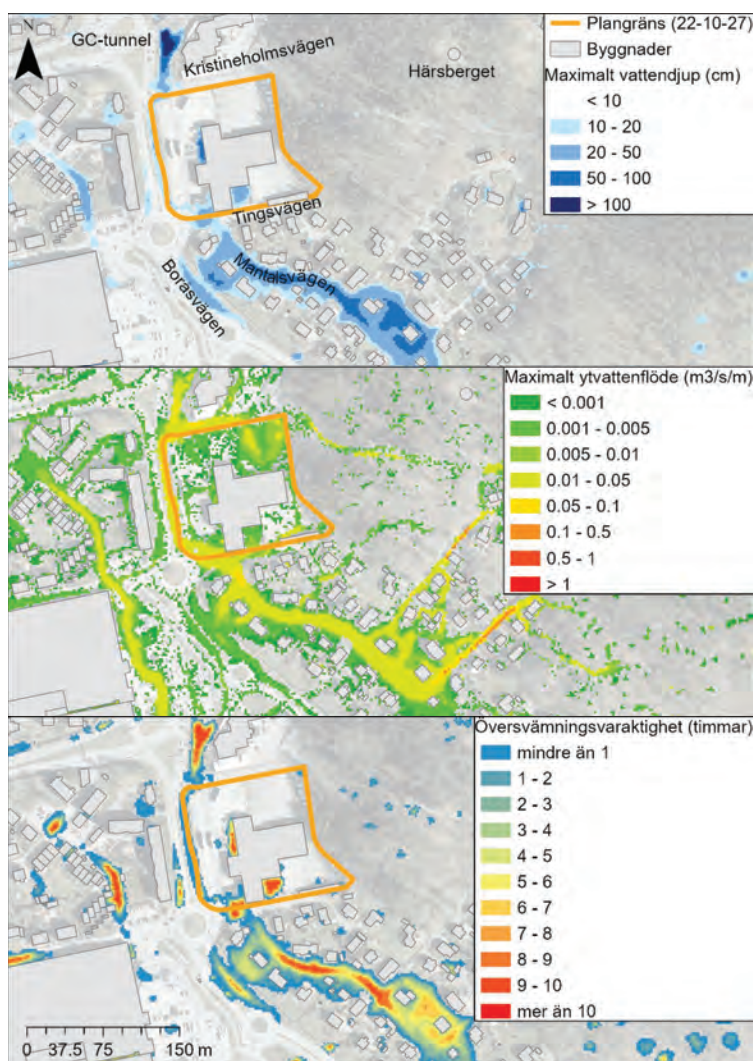 N
GC-tunnel
Kristineholmsvägen
Härsberget
Tingsvägen
Mantalsvägen
Boråsvägen
Plangräns (22-10-27)
Byggnader
Maximalt vattendjup (cm)
< 10
10 - 20
20 - 50
50 - 100
> 100
Maximalt ytvattenflöde (m3/s/m)
< 0.001
0.001 - 0.005
0.005 - 0.01
0.01 - 0.05
0.05 - 0.1
0.1 - 0.5
0.5 - 1
> 1
Översvämningsvaraktighet (timmar)
mindre än 1
1 - 2
2 - 3
3 - 4
4 - 5
5 - 6
6 - 7
7 - 8
8 - 9
9 - 10
mer än 10
0 37.5 75 150 m